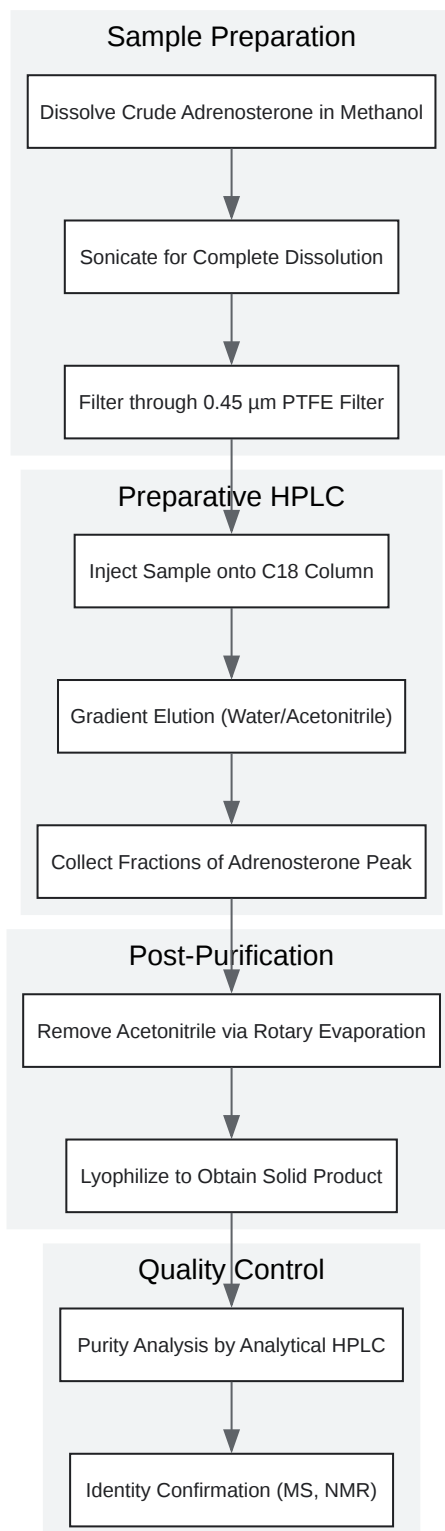 Sample Preparation
Dissolve Crude Adrenosterone in Methanol
Sonicate for Complete Dissolution
Filter through 0.45 µm PTFE Filter
Preparative HPLC
Inject Sample onto C18 Column
Gradient Elution (Water/Acetonitrile)
Collect Fractions of Adrenosterone Peak
Post-Purification
Remove Acetonitrile via Rotary Evaporation
Lyophilize to Obtain Solid Product
Quality Control
Purity Analysis by Analytical HPLC
Identity Confirmation (MS, NMR)